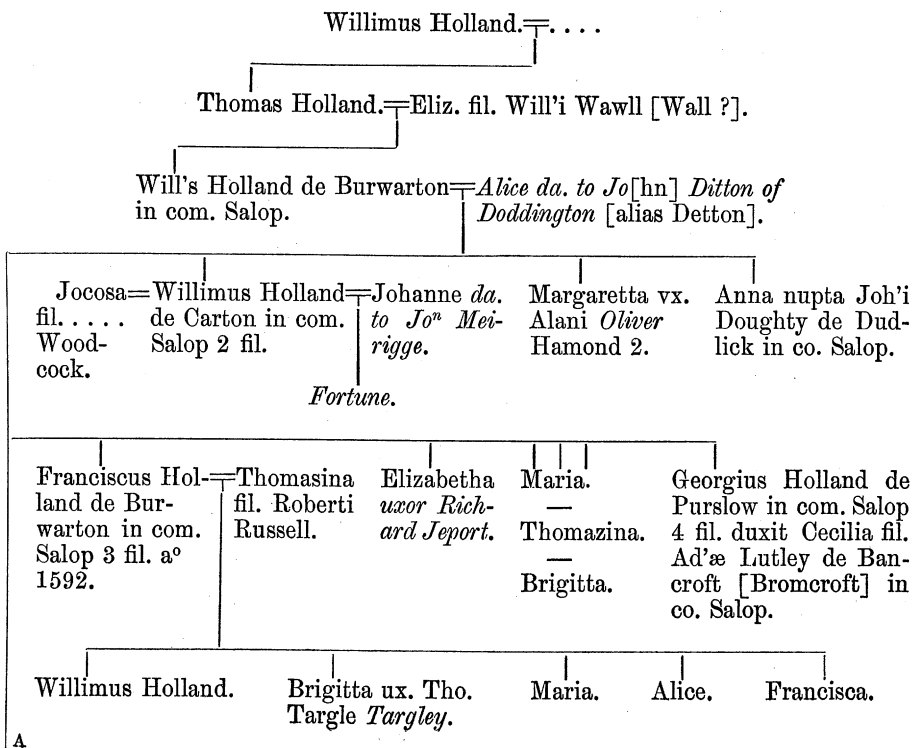 Willimus Holland.=. . . .
Thomas Holland.=Eliz. fil. Will'i Wawll [Wall ?].
Will's Holland de Burwarton=Alice da. to Jo[hn] Ditton of
in com. Salop. Doddington [alias Detton].
Jocosa=Willimus Holland=Johanne da. Margaretta vx. Anna nupta Joh'i
fil. . . . . de Carton in com. to Joⁿ Mei- Alani Oliver Doughty de Dud-
Wood- Salop 2 fil. rigge. Hamond 2. lick in co. Salop.
cock.
Fortune.
Franciscus Hol-=Thomasina Elizabetha Maria. Georgius Holland de
land de Bur- fil. Roberti uxor Rich- — Purslow in com. Salop
warton in com. Russell. ard Jeport. Thomazina. 4 fil. duxit Cecilia fil.
Salop 3 fil. aº — Ad'æ Lutley de Ban-
1592. Brigitta. croft [Bromcroft] in
co. Salop.
Willimus Holland. Brigitta ux. Tho. Maria. Alice. Francisca.
Targle Targley.
A